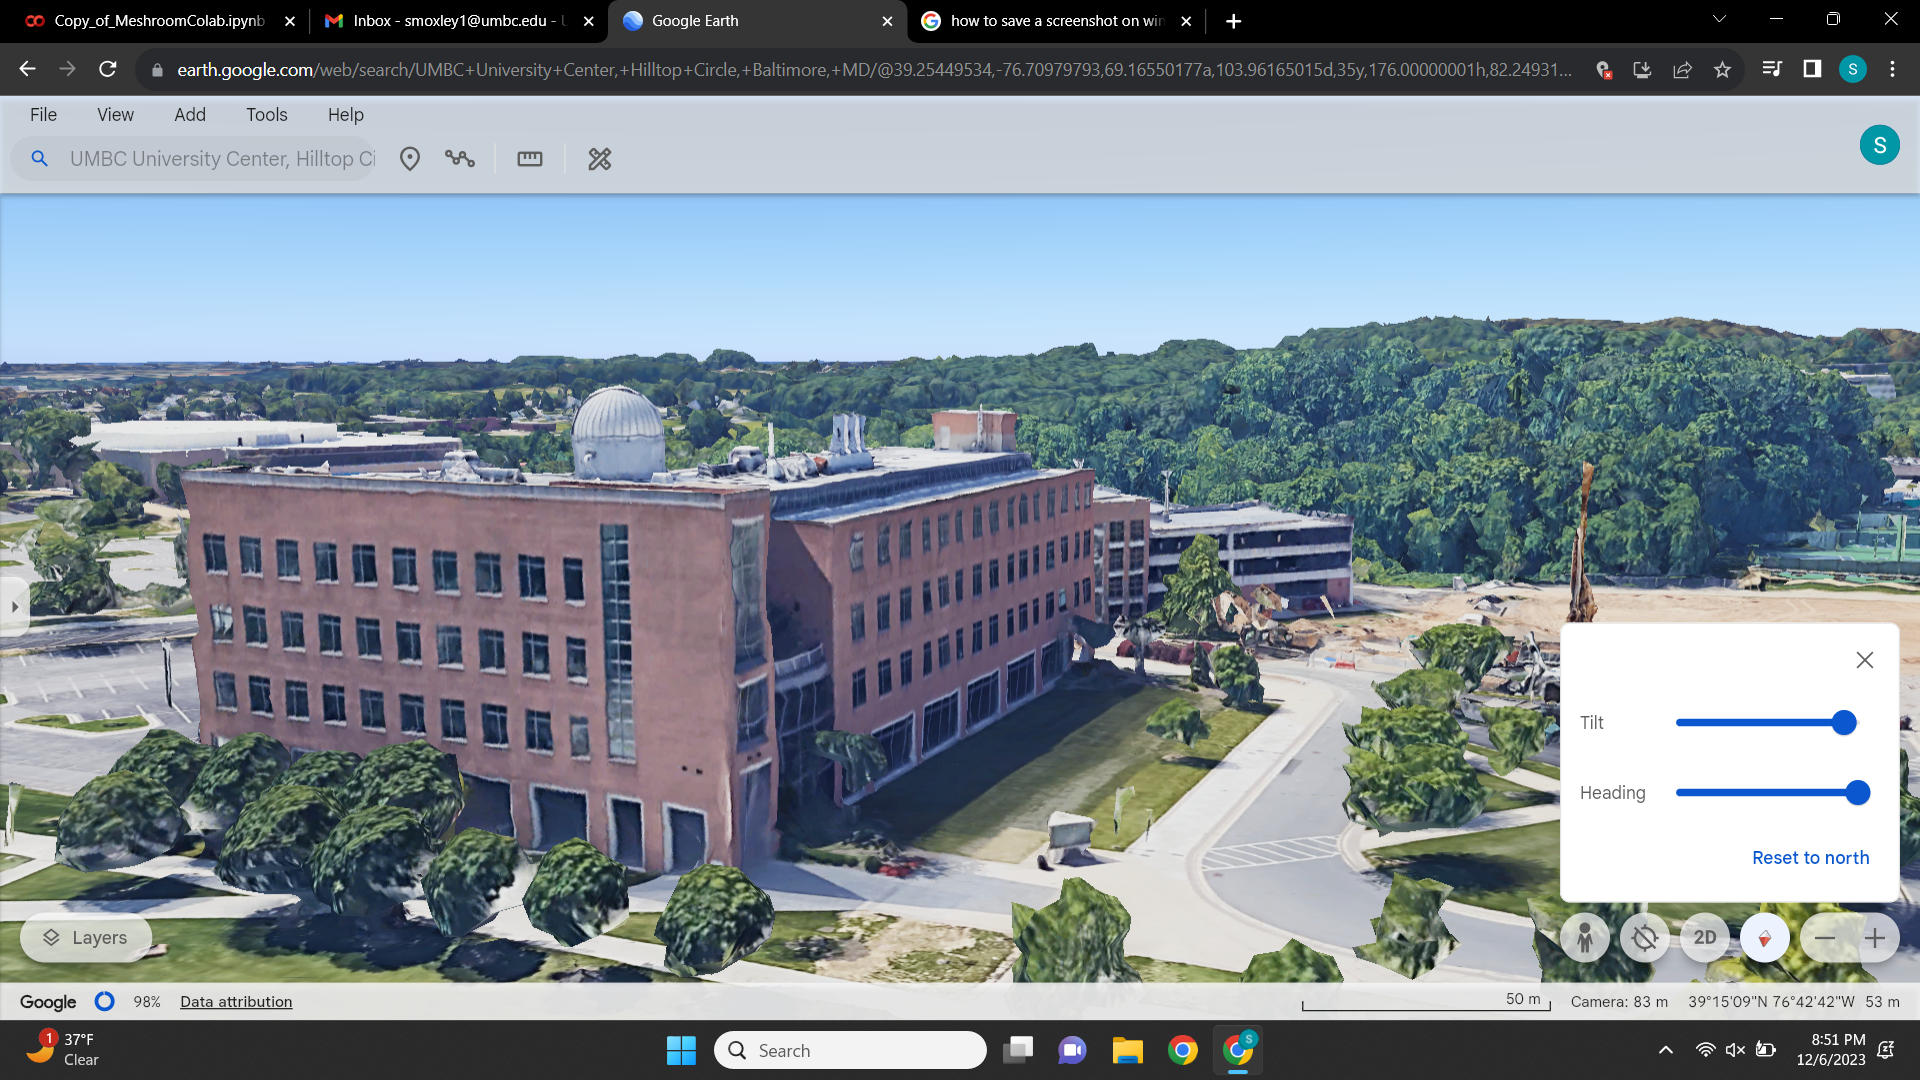 Copy_of_MeshroomColab.ipynb
Inbox - smoxley1@umbc.edu -
Google Earth
how to save a screenshot on win
earth.google.com/web/search/UMBC+University+Center,+Hilltop+Circle,+Baltimore,+MD/@39.25449534,-76.70979793,69.16550177a,103.96165015d,35y,176.00000001h,82.24931...
S
File View Add Tools Help
UMBC University Center, Hilltop Ci
S
Tilt
Heading
Reset to north
Layers
2D
Google 98% Data attribution
50 m
Camera: 83 m 39°15'09"N 76°42'42"W 53 m
1
37°F
Clear
Search
S
8:51 PM
12/6/2023